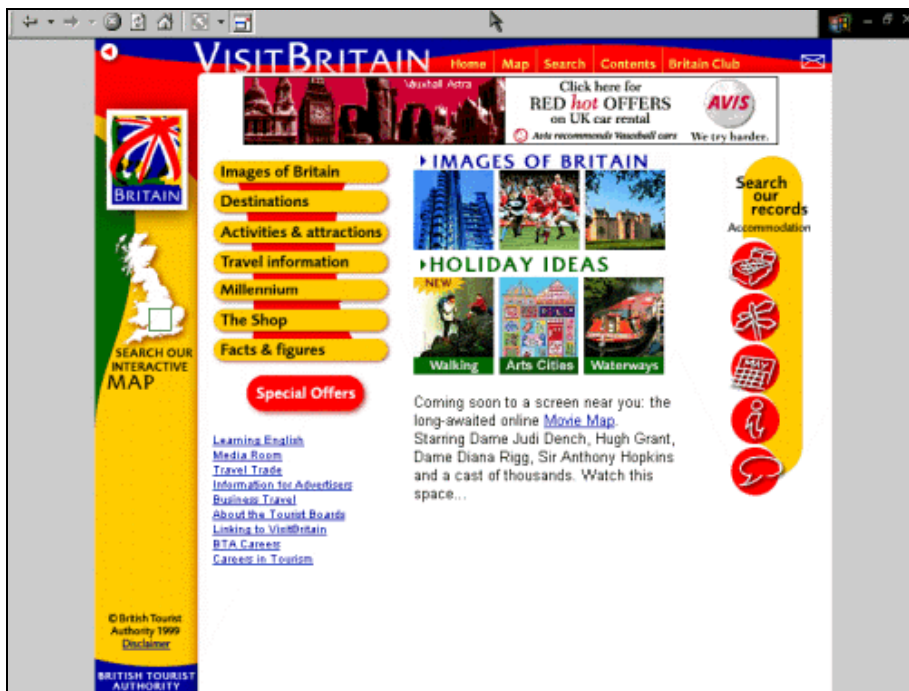 VISITBRITAIN
Home Map Search Contents Britain Club
Vauxhall Astra
Click here for
RED hot OFFERS
on UK car rental
Avis recommends Vauxhall cars
AVIS
We try harder.
BRITAIN
SEARCH OUR
INTERACTIVE
MAP
© British Tourist
Authority 1999
Disclaimer
BRITISH TOURIST
AUTHORITY
Images of Britain
Destinations
Activities & attractions
Travel information
Millennium
The Shop
Facts & figures
Special Offers
Learning English
Media Room
Travel Trade
Information for Advertisers
Business Travel
About the Tourist Boards
Linking to VisitBritain
BTA Careers
Careers in Tourism
IMAGES OF BRITAIN
HOLIDAY IDEAS
NEW
Walking
Arts Cities
Waterways
Coming soon to a screen near you: the
long-awaited online Movie Map.
Starring Dame Judi Dench, Hugh Grant,
Dame Diana Rigg, Sir Anthony Hopkins
and a cast of thousands. Watch this
space...
Search
our
records
Accommodation
MAY